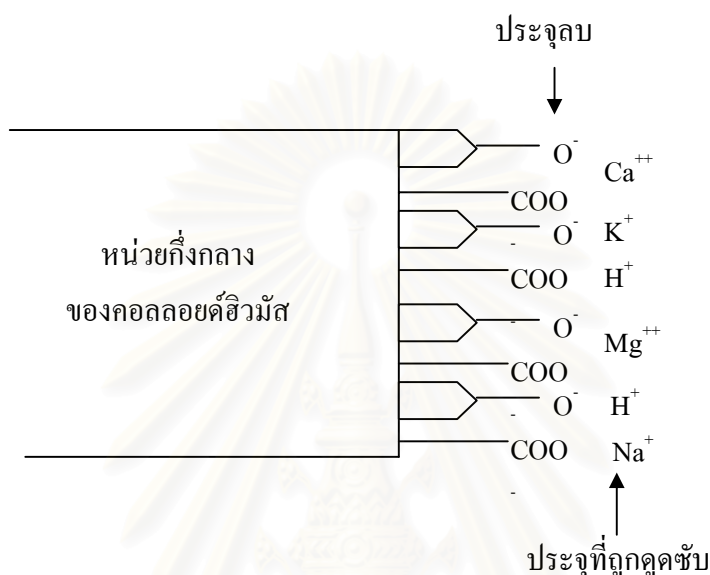 ประจุลบ
O⁻
Ca⁺⁺
COO
-
O⁻
K⁺
หน่วยกึ่งกลาง
COO
H⁺
ของคอลลอยด์ฮิวมัส
-
O⁻
Mg⁺⁺
COO
-
O⁻
H⁺
COO
Na⁺
-
ประจุที่ถูกดูดซับ